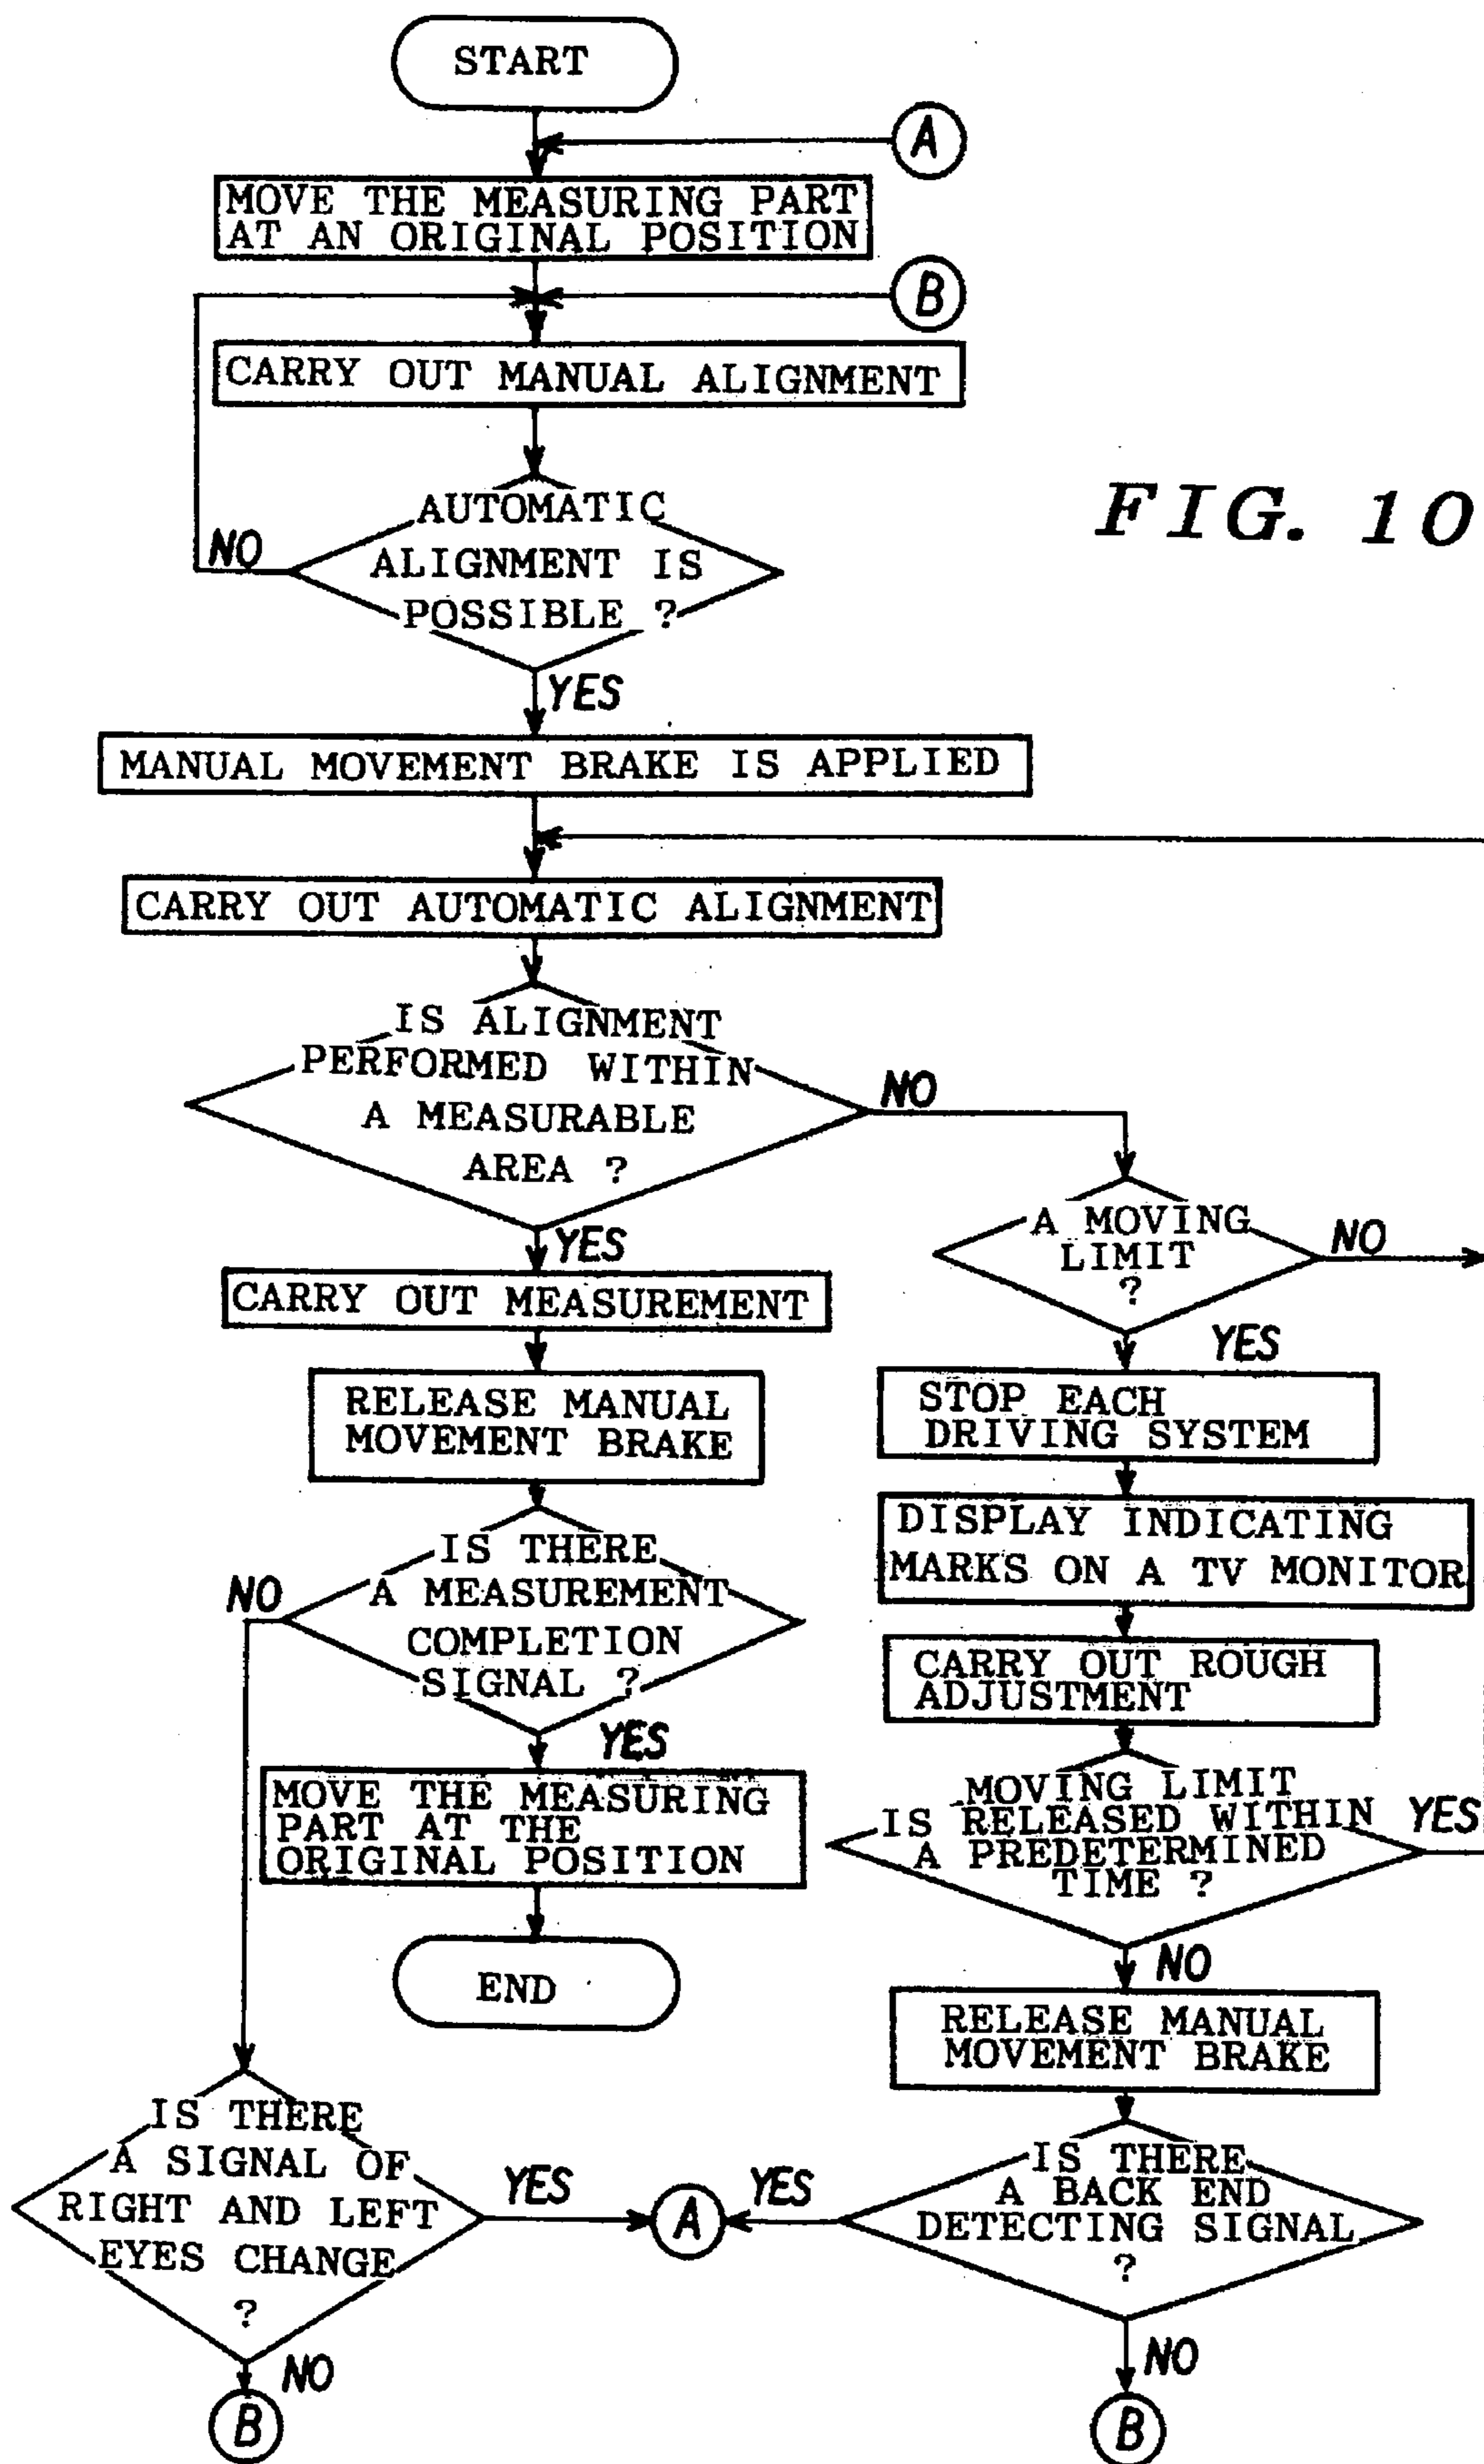 START
A
MOVE THE MEASURING PART
AT AN ORIGINAL POSITION
B
CARRY OUT MANUAL ALIGNMENT
FIG. 10
AUTOMATIC
ALIGNMENT IS
POSSIBLE ?
NO
YES
MANUAL MOVEMENT BRAKE IS APPLIED
CARRY OUT AUTOMATIC ALIGNMENT
IS ALIGNMENT
PERFORMED WITHIN
A MEASURABLE
AREA ?
NO
YES
A MOVING
LIMIT
?
NO
YES
CARRY OUT MEASUREMENT
RELEASE MANUAL
MOVEMENT BRAKE
STOP EACH
DRIVING SYSTEM
DISPLAY INDICATING
MARKS ON A TV MONITOR
IS THERE
A MEASUREMENT
COMPLETION
SIGNAL ?
NO
YES
CARRY OUT ROUGH
ADJUSTMENT
MOVE THE MEASURING
PART AT THE
ORIGINAL POSITION
MOVING LIMIT
IS RELEASED WITHIN
A PREDETERMINED
TIME ?
YES
NO
END
RELEASE MANUAL
MOVEMENT BRAKE
IS THERE
A SIGNAL OF
RIGHT AND LEFT
EYES CHANGE
?
YES
A
YES
IS THERE
A BACK END
DETECTING SIGNAL
?
NO
B
NO
B